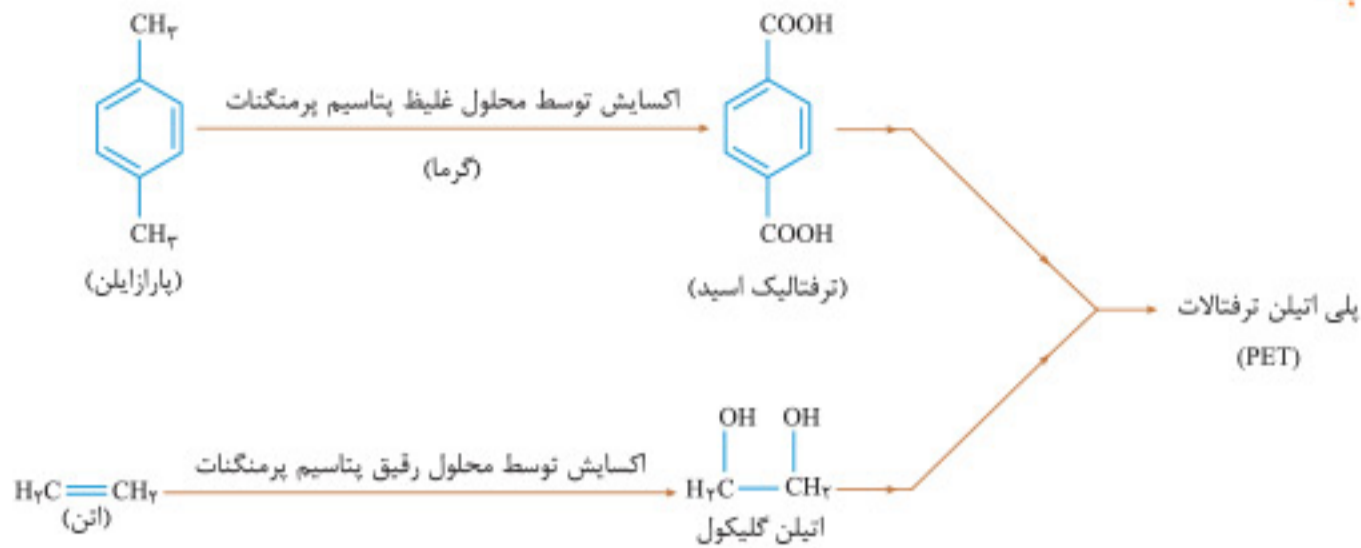 CH۳
COOH
اکسایش توسط محلول غلیظ پتاسیم پرمنگنات
(گرما)
CH۳
COOH
(پارازایلن)
(ترفتالیک اسید)
پلی اتیلن ترفتالات
(PET)
OH OH
اکسایش توسط محلول رقیق پتاسیم پرمنگنات
H۲C CH۲
H۲C CH۲
(اتن)
اتیلن گلیکول